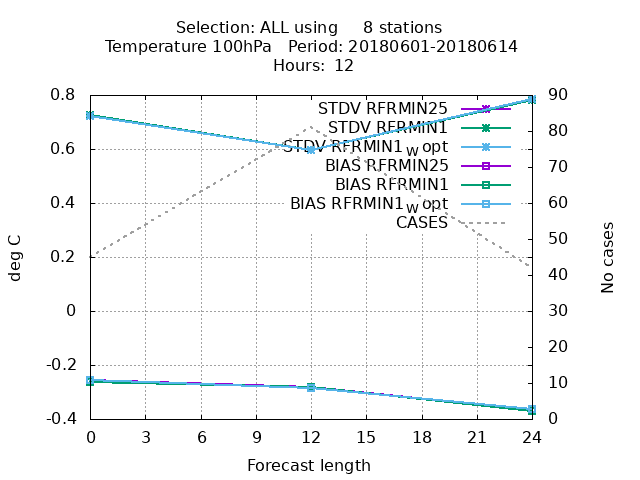 Selection: ALL using     8 stations
Temperature 100hPa   Period: 20180601-20180614
Hours: 12
STDV RFRMIN25
STDV RFRMIN1
STDV RFRMIN1w opt
BIAS RFRMIN25
BIAS RFRMIN1
BIAS RFRMIN1w opt
CASES
deg C
0.8
0.6
0.4
0.2
0
-0.2
-0.4
No cases
90
80
70
60
50
40
30
20
10
0
0 3 6 9 12 15 18 21 24
Forecast length